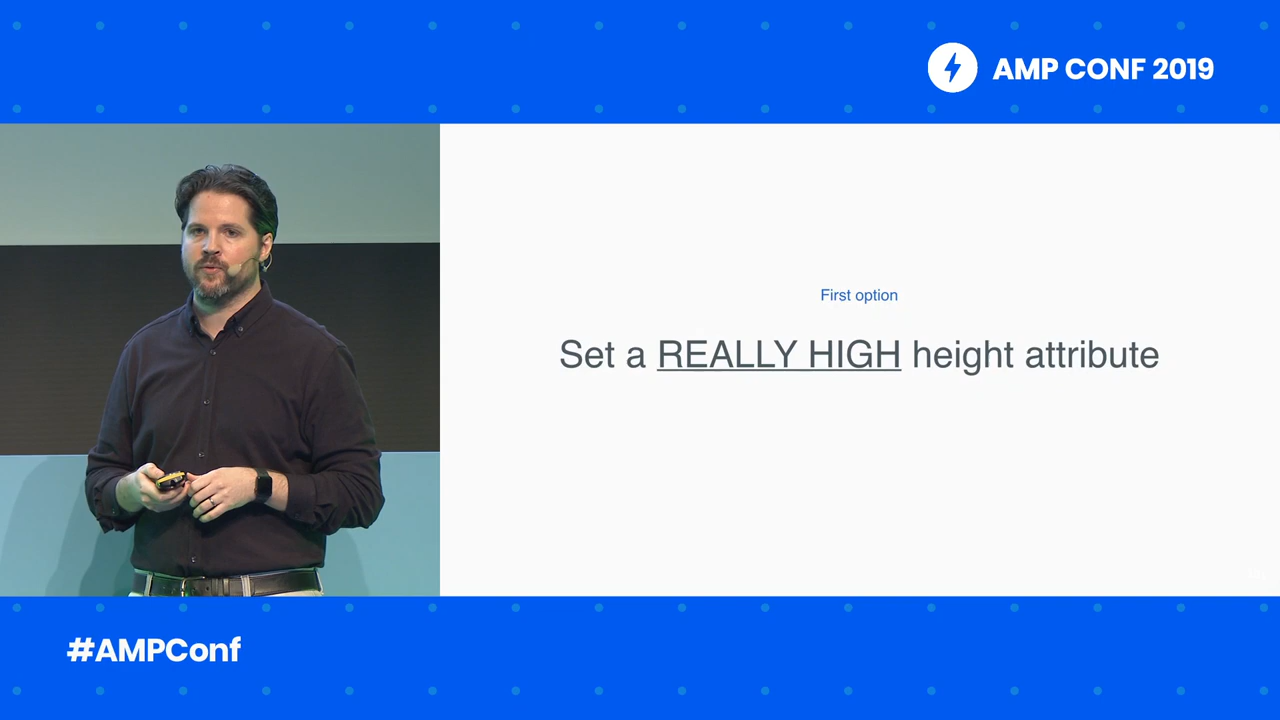 AMP CONF 2019
First option
Set a REALLY HIGH height attribute
#AMPConf